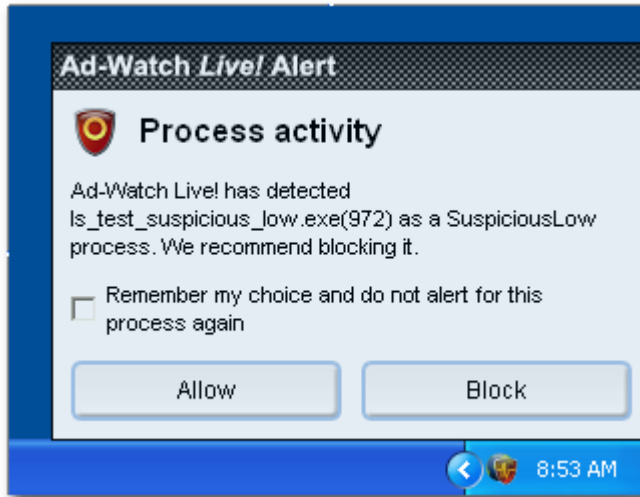 Ad-Watch Live! Alert
Process activity
Ad-Watch Live! has detected
ls_test_suspicious_low.exe(972) as a SuspiciousLow
process. We recommend blocking it.
Remember my choice and do not alert for this
process again
Allow
Block
8:53 AM